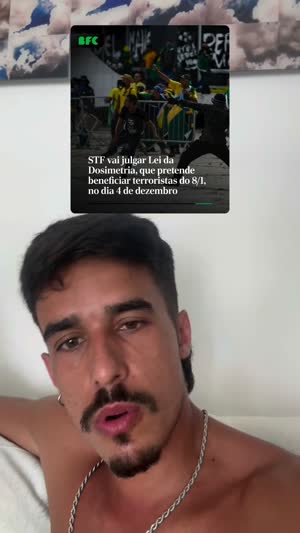 BFC
STF vai julgar Lei da
Dosimetria, que pretende
beneficiar terroristas do 8/1,
no dia 4 de dezembro